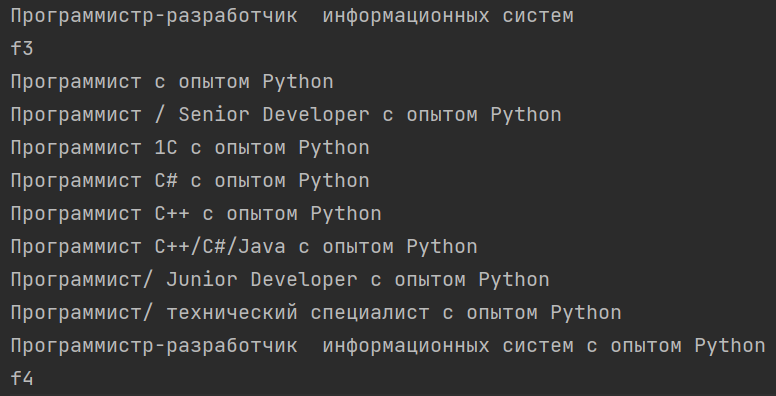 Программистр-разработчик  информационных систем
f3
Программист с опытом Python
Программист / Senior Developer с опытом Python
Программист 1C с опытом Python
Программист C# с опытом Python
Программист C++ с опытом Python
Программист C++/C#/Java с опытом Python
Программист/ Junior Developer с опытом Python
Программист/ технический специалист с опытом Python
Программистр-разработчик  информационных систем с опытом Python
f4